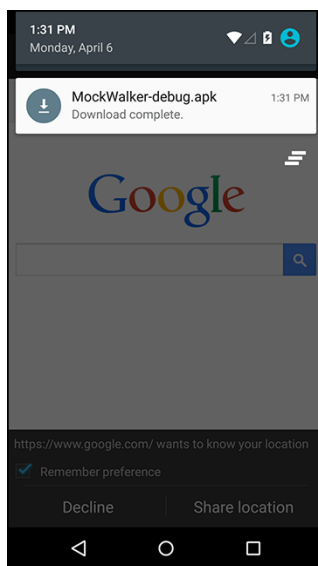 1:31 PM
Monday, April 6
MockWalker-debug.apk 1:31 PM
Download complete.
Google
https://www.google.com/ wants to know your location
Remember preference
Decline Share location